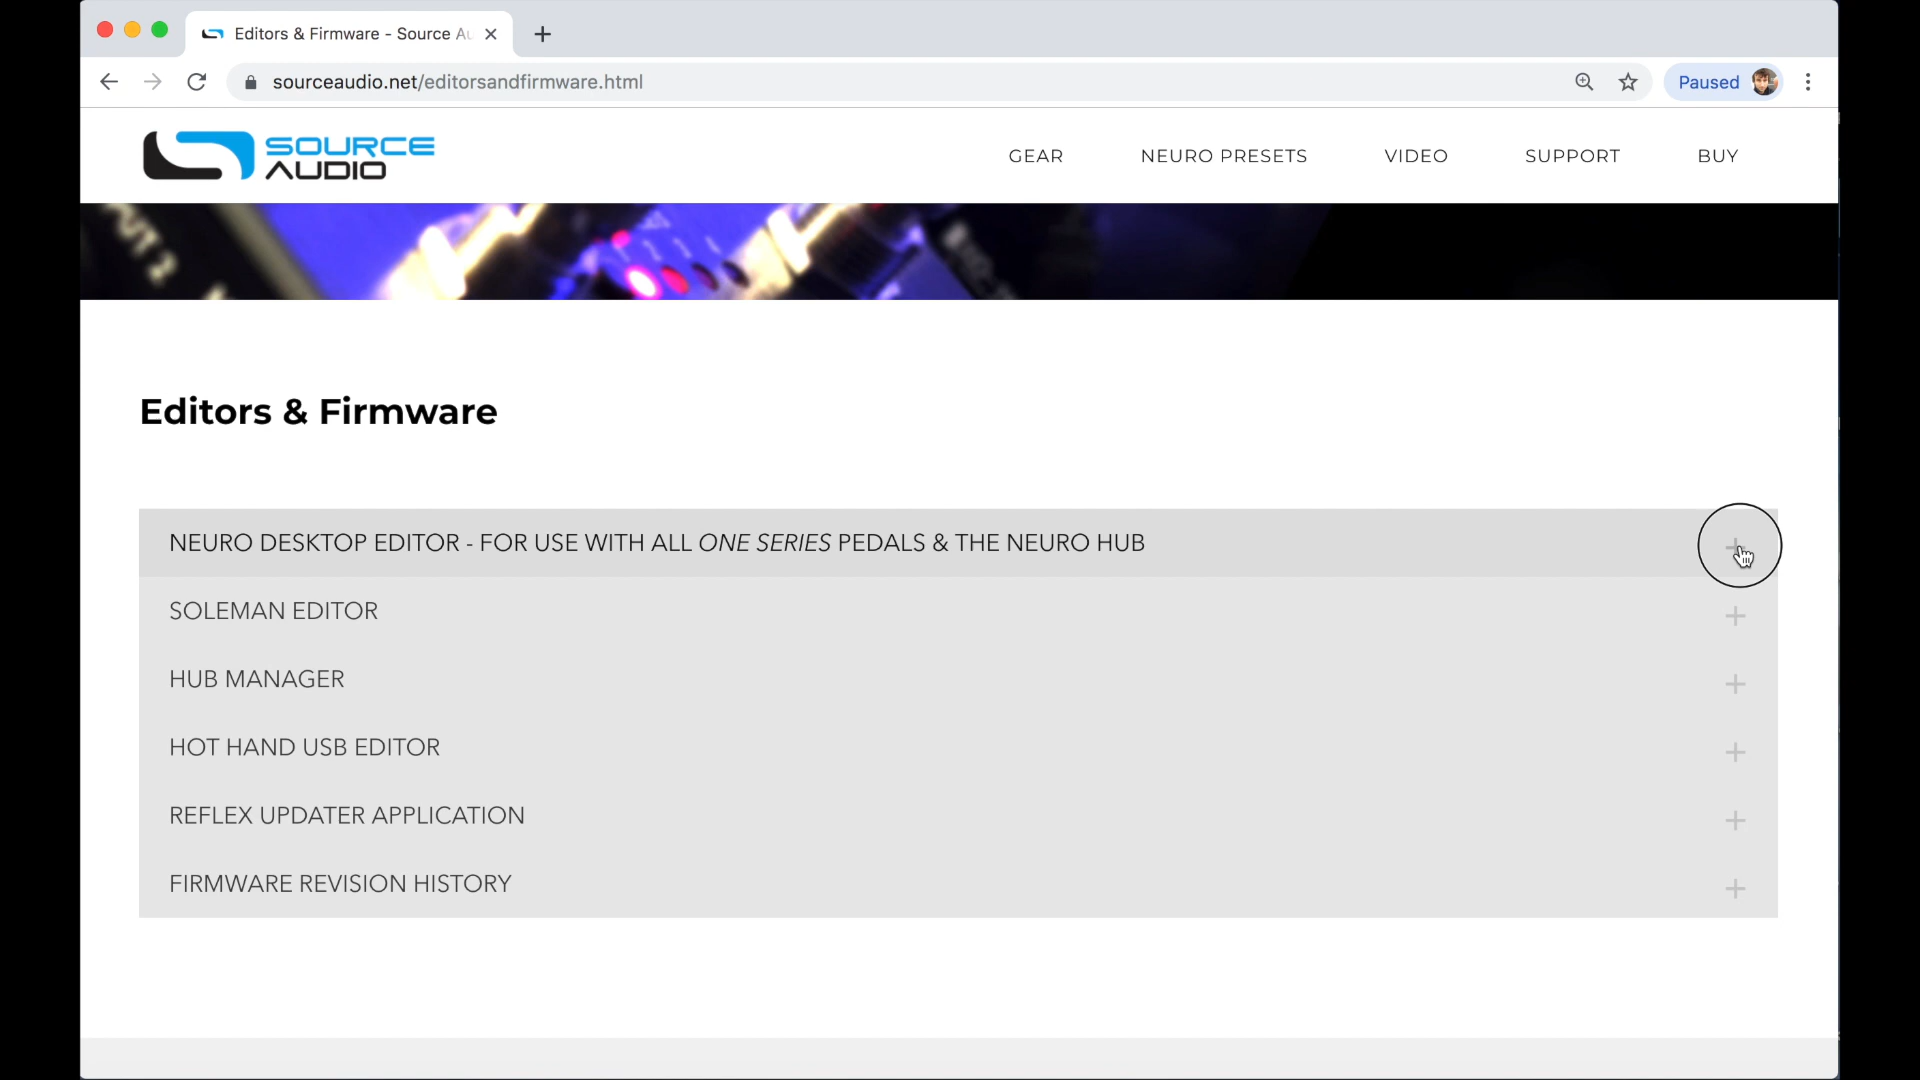 Editors & Firmware - Source Au
sourceaudio.net/editorsandfirmware.html
Paused
SOURCE
AUDIO
GEAR NEURO PRESETS VIDEO SUPPORT BUY
Editors & Firmware
NEURO DESKTOP EDITOR - FOR USE WITH ALL ONE SERIES PEDALS & THE NEURO HUB
SOLEMAN EDITOR
HUB MANAGER
HOT HAND USB EDITOR
REFLEX UPDATER APPLICATION
FIRMWARE REVISION HISTORY